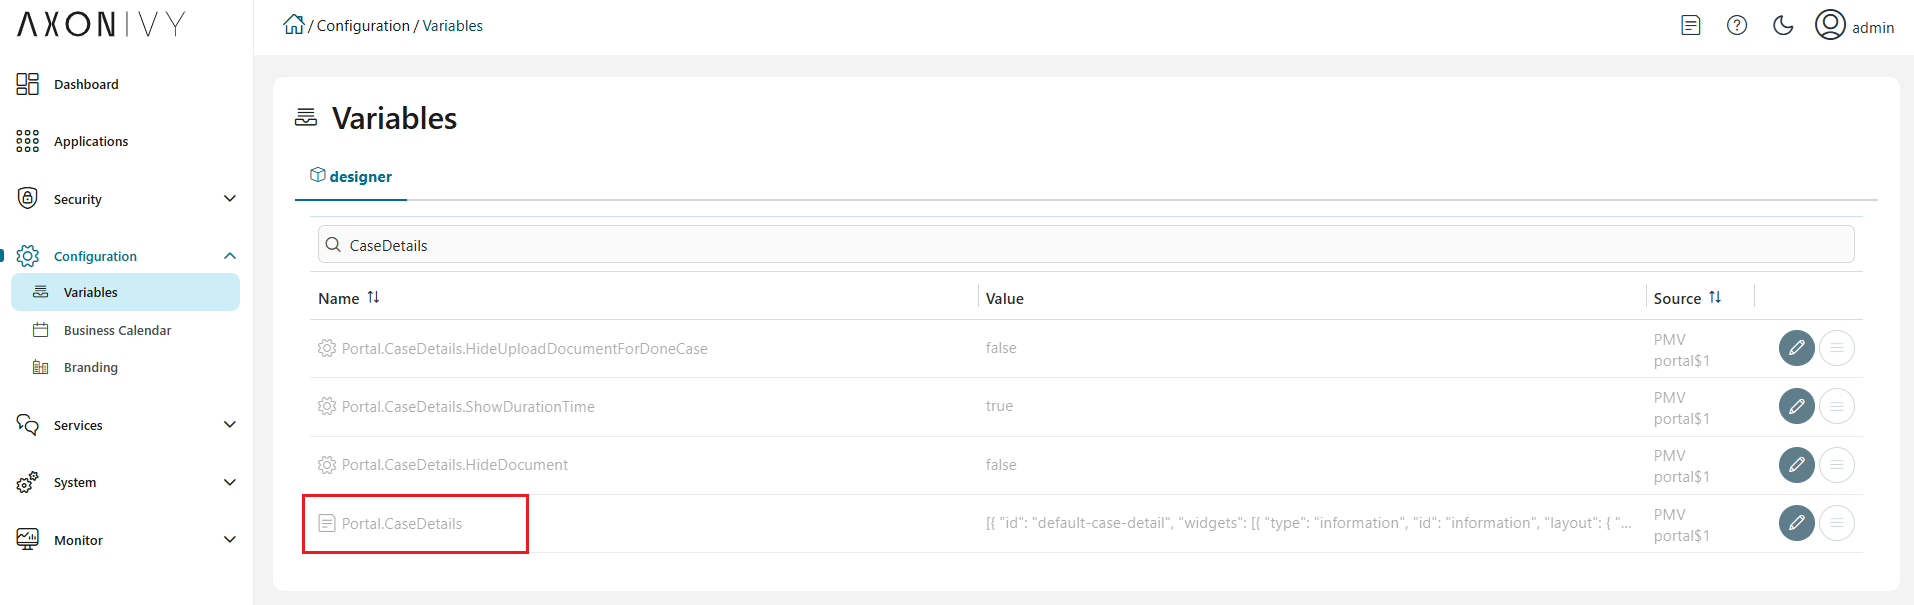 AXONIVY
/ Configuration / Variables
admin
Dashboard
Applications
Security
Configuration
Variables
Business Calendar
Branding
Services
System
Monitor
Variables
designer
CaseDetails
Name
Value
Source
Portal.CaseDetails.HideUploadDocumentForDoneCase
false
PMV
portal$1
Portal.CaseDetails.ShowDurationTime
true
PMV
portal$1
Portal.CaseDetails.HideDocument
false
PMV
portal$1
Portal.CaseDetails
[{ "id": "default-case-detail", "widgets": [{ "type": "information", "id": "information", "layout": { "...
PMV
portal$1